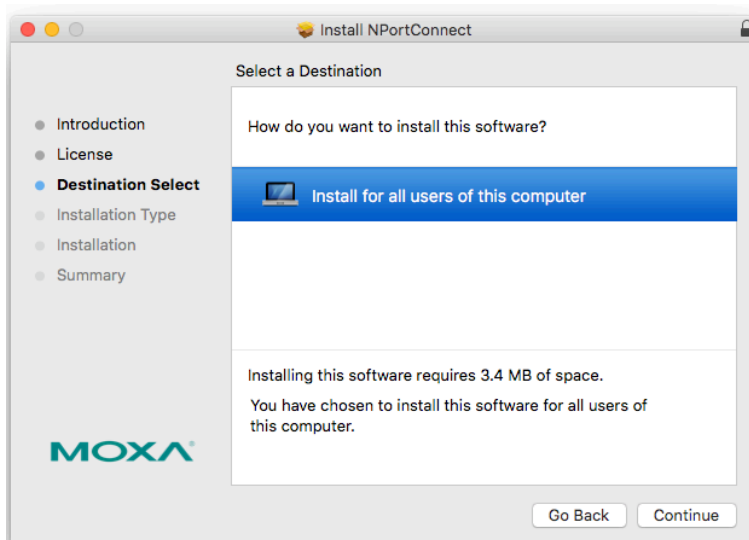 Install NPortConnect
Select a Destination
Introduction
License
Destination Select
Installation Type
Installation
Summary
How do you want to install this software?
Install for all users of this computer
Installing this software requires 3.4 MB of space.
You have chosen to install this software for all users of
this computer.
MOXA®
Go Back
Continue